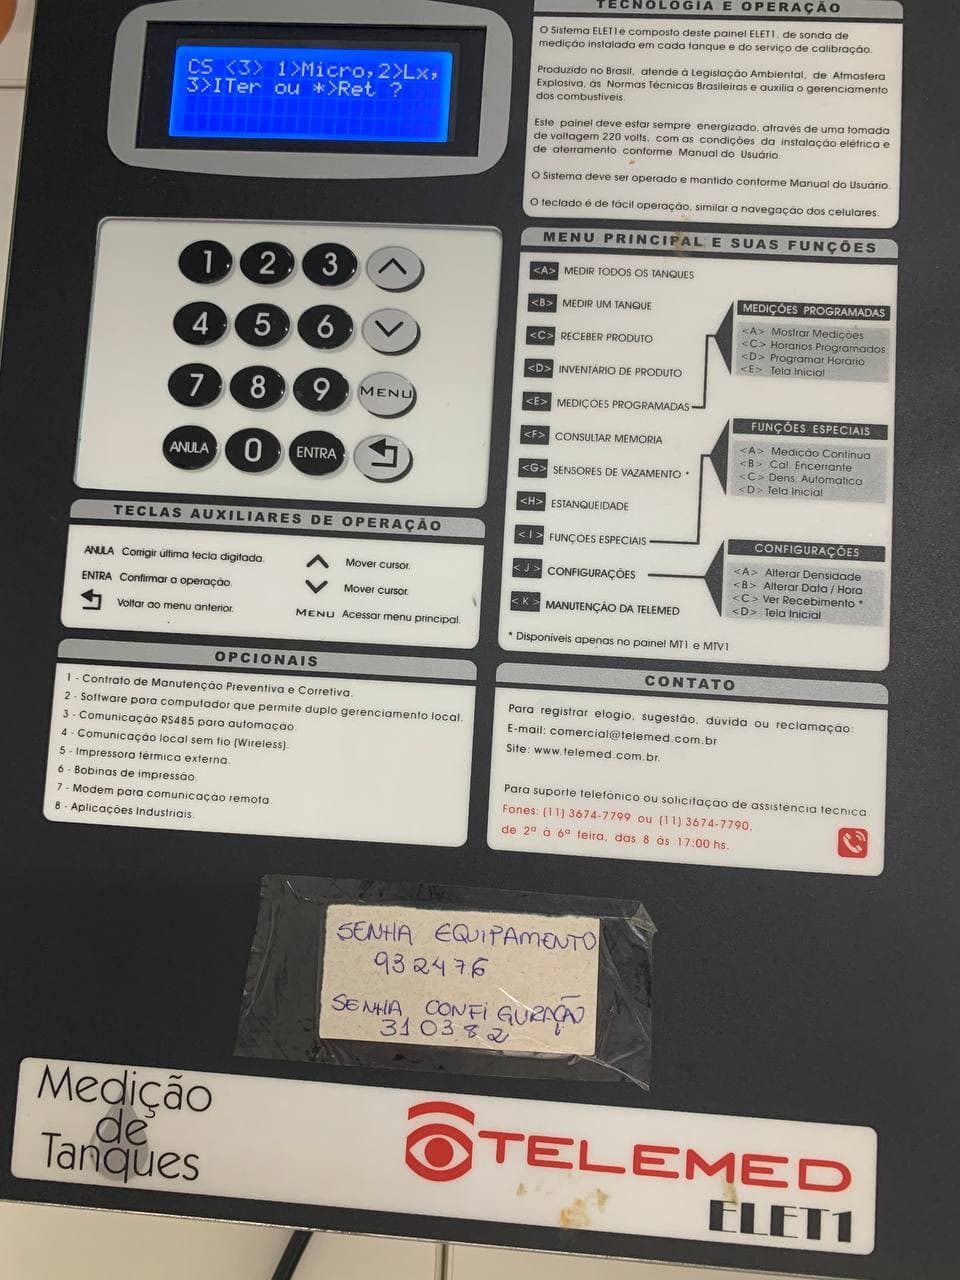 CS <3> 1>Micro,2>Lx,
3>ITer ou *>Ret ?
TECNOLOGIA E OPERAÇÃO
O Sistema ELET1 é composto deste painel ELET1, de sonda de
medição instalada em cada tanque e do serviço de calibração.
Produzido no Brasil, atende à Legislação Ambiental, de Atmosfera
Explosiva, às Normas Técnicas Brasileiras e auxilia o gerenciamento
dos combustíveis.
Este painel deve estar sempre energizado, através de uma tomada
de voltagem 220 volts, com as condições da instalação elétrica e
de aterramento conforme Manual do Usuário.
O Sistema deve ser operado e mantido conforme Manual do Usuário.
O teclado é de fácil operação, similar a navegação dos celulares.
1 2 3
4 5 6
7 8 9 MENU
ANULA 0 ENTRA
MENU PRINCIPAL E SUAS FUNÇÕES
<A> MEDIR TODOS OS TANQUES
<B> MEDIR UM TANQUE
<C> RECEBER PRODUTO
<D> INVENTÁRIO DE PRODUTO
<E> MEDIÇÕES PROGRAMADAS
<F> CONSULTAR MEMÓRIA
<G> SENSORES DE VAZAMENTO *
<H> ESTANQUEIDADE
<I> FUNÇÕES ESPECIAIS
<J> CONFIGURAÇÕES
<K> MANUTENÇÃO DA TELEMED
* Disponíveis apenas no painel MT1 e MTV1
MEDIÇÕES PROGRAMADAS
<A> Mostrar Medições
<C> Horários Programados
<D> Programar Horário
<E> Tela Inicial
FUNÇÕES ESPECIAIS
<A> Medição Contínua
<B> Cal. Encerrante
<C> Dens. Automática
<D> Tela Inicial
CONFIGURAÇÕES
<A> Alterar Densidade
<B> Alterar Data / Hora
<C> Ver Recebimento *
<D> Tela Inicial
TECLAS AUXILIARES DE OPERAÇÃO
ANULA Corrigir última tecla digitada.
ENTRA Confirmar a operação.
Voltar ao menu anterior.
Mover cursor.
Mover cursor.
MENU Acessar menu principal.
OPCIONAIS
1 - Contrato de Manutenção Preventiva e Corretiva.
2 - Software para computador que permite duplo gerenciamento local.
3 - Comunicação RS485 para automação.
4 - Comunicação local sem fio (Wireless).
5 - Impressora térmica externa.
6 - Bobinas de impressão.
7 - Modem para comunicação remota.
8 - Aplicações Industriais.
CONTATO
Para registrar elogio, sugestão, dúvida ou reclamação:
E-mail: comercial@telemed.com.br
Site: www.telemed.com.br.
Para suporte telefônico ou solicitação de assistência técnica.
Fones: (11) 3674-7799 ou (11) 3674-7790,
de 2ª à 6ª feira, das 8 às 17:00 hs.
SENHA EQUIPAMENTO
932476
SENHA CONFIGURAÇÃO
310382
Medição
de
Tanques
TELEMED
ELET1